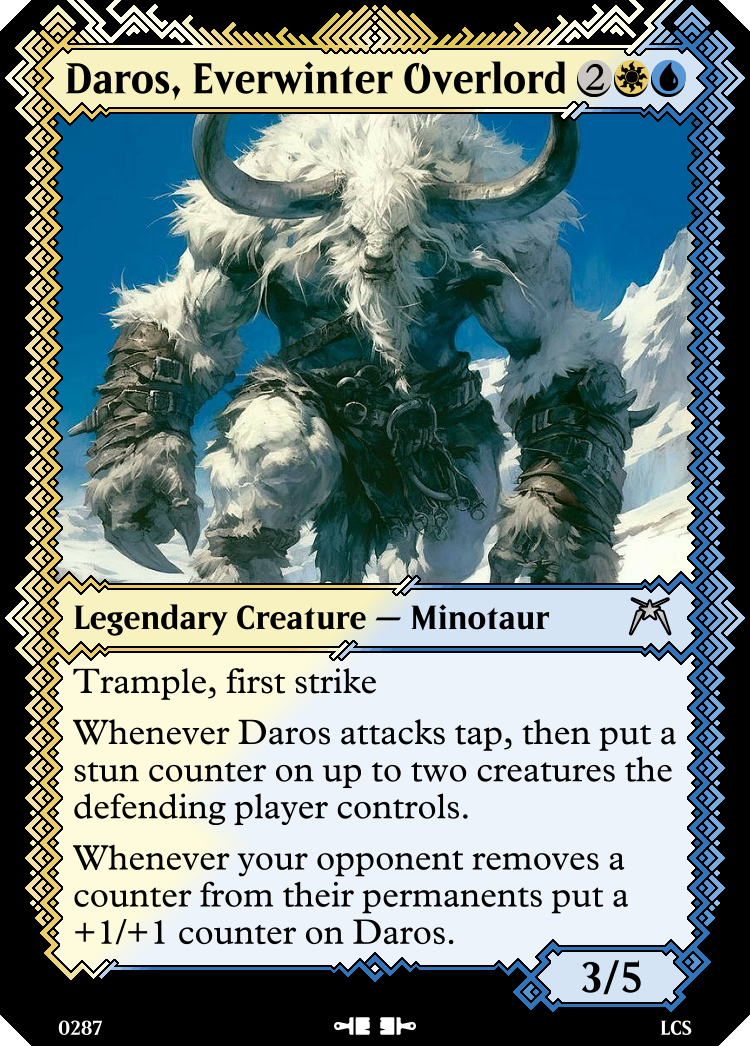 Daros, Everwinter Overlord 2
Legendary Creature — Minotaur
Trample, first strike
Whenever Daros attacks tap, then put a
stun counter on up to two creatures the
defending player controls.
Whenever your opponent removes a
counter from their permanents put a
+1/+1 counter on Daros.
3/5
0287
LCS